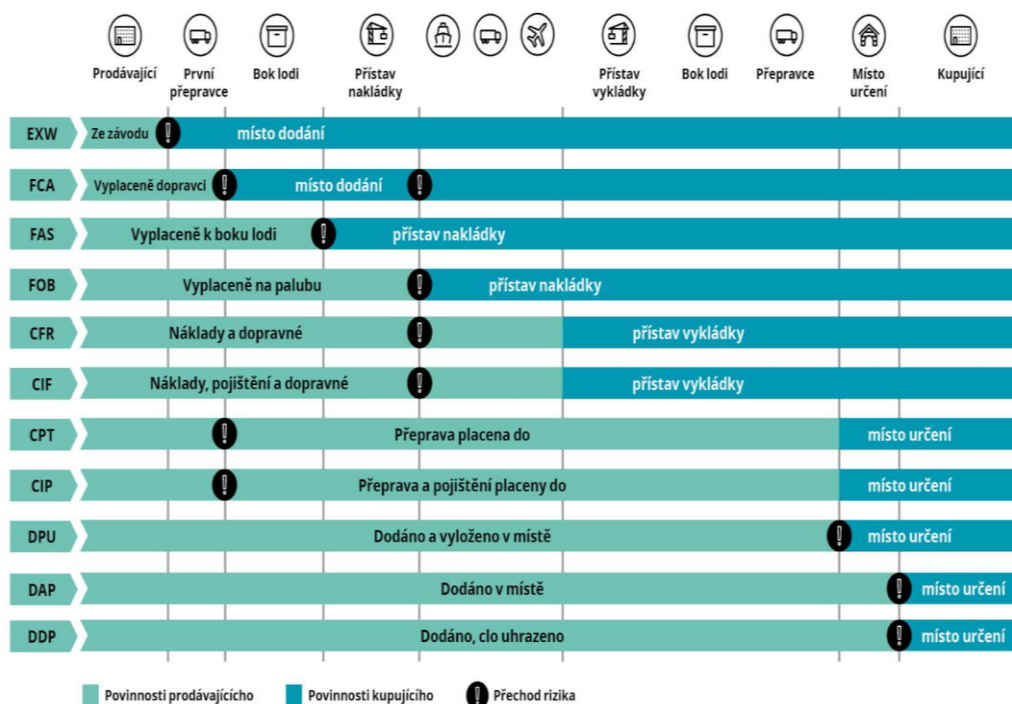 Prodávající
První
přepravce
Bok lodi
Přístav
nakládky
Přístav
vykládky
Bok lodi
Přepravce
Místo
určení
Kupující
EXW
Ze závodu
místo dodání
FCA
Vyplaceně dopravci
místo dodání
FAS
Vyplaceně k boku lodi
přístav nakládky
FOB
Vyplaceně na palubu
přístav nakládky
CFR
Náklady a dopravné
přístav vykládky
CIF
Náklady, pojištění a dopravné
přístav vykládky
CPT
Přeprava placena do
místo určení
CIP
Přeprava a pojištění placeny do
místo určení
DPU
Dodáno a vyloženo v místě
místo určení
DAP
Dodáno v místě
místo určení
DDP
Dodáno, clo uhrazeno
místo určení
Povinnosti prodávajícícho
Povinnosti kupujícího
Přechod rizika